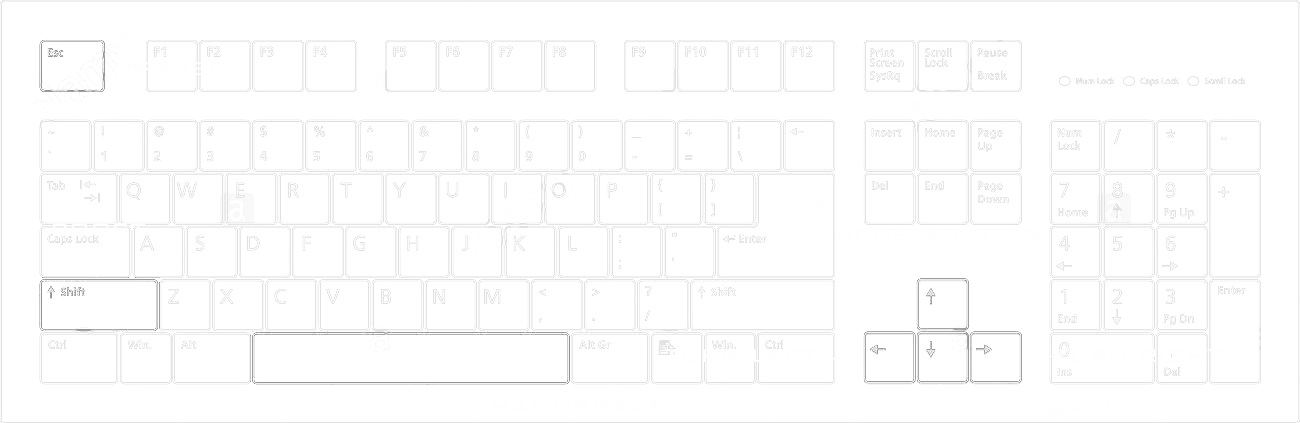 Esc F1 F2 F3 F4 F5 F6 F7 F8 F9 F10 F11 F12 Print Screen SysRq Scroll Lock Pause Break Num Lock Caps Lock Scroll Lock
~ ! @ # $ % ^ & * ( ) _ + ¦ ← Insert Home Page Up Num Lock / * -
` 1 2 3 4 5 6 7 8 9 0 - = \
Tab Q W E R T Y U I O P { [ } ] Del End Page Down 7 Home 8 ↑ 9 Pg Up +
Caps Lock A S D F G H J K L : ; " ' ↵ Enter 4 ← 5 6 →
↑ Shift Z X C V B N M < , > . ? / ↑ Shift ↑ 1 End 2 ↓ 3 Pg Dn Enter
Ctrl Win. Alt Alt Gr Win. Ctrl ← ↓ → 0 Ins . Del